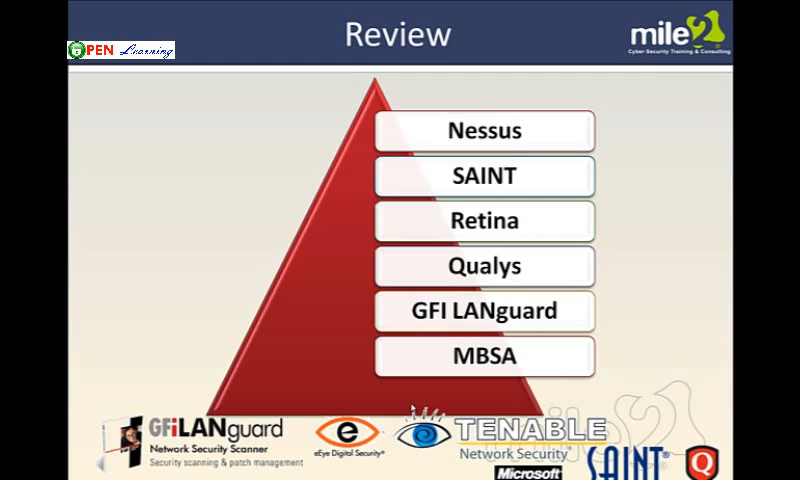 Review
OPEN Learning
mile2
Cyber Security Training & Consulting
Nessus
SAINT
Retina
Qualys
GFI LANguard
MBSA
GFiLANguard
Network Security Scanner
Security scanning & patch management
e
eEye Digital Security®
TENABLE
Network Security
Microsoft
SAINT®
Q
mile2